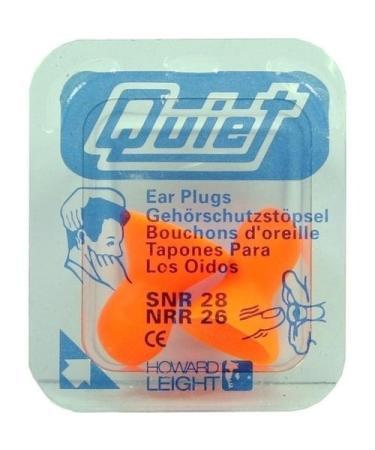 Quiet
Ear Plugs
Gehörschutzstöpsel
Bouchons d'oreille
Tapones Para
Los Oidos
SNR 28
NRR 26
CE
HOWARD
LEIGHT